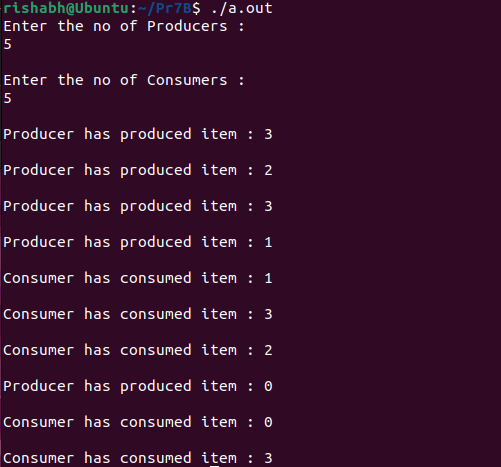 rishabh@Ubuntu:~/Pr7B$ ./a.out
Enter the no of Producers :
5
Enter the no of Consumers :
5
Producer has produced item : 3
Producer has produced item : 2
Producer has produced item : 3
Producer has produced item : 1
Consumer has consumed item : 1
Consumer has consumed item : 3
Consumer has consumed item : 2
Producer has produced item : 0
Consumer has consumed item : 0
Consumer has consumed item : 3